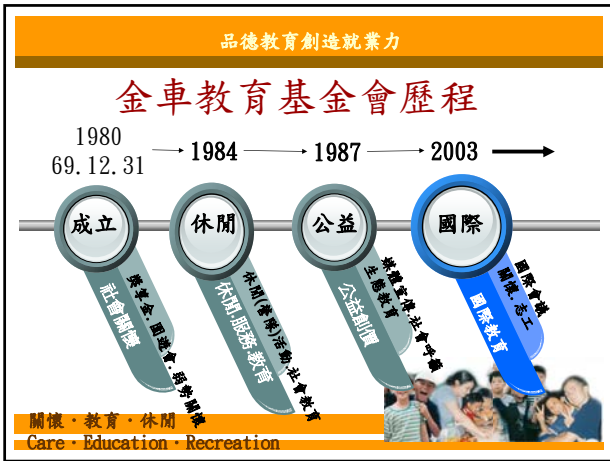 品德教育創造就業力
金車教育基金會歷程
1980
69.12.31
1984
1987
2003
成立
休閒
公益
國際
社會關懷
獎學金.園遊會.弱勢關懷
休閒.服務.教育
休閒(營隊)活動社會教育
公益創價
媒體宣傳.社會呼籲
生態教育
國際教育
國際會議
關懷.志工
關懷‧教育‧休閒
Care‧Education‧Recreation